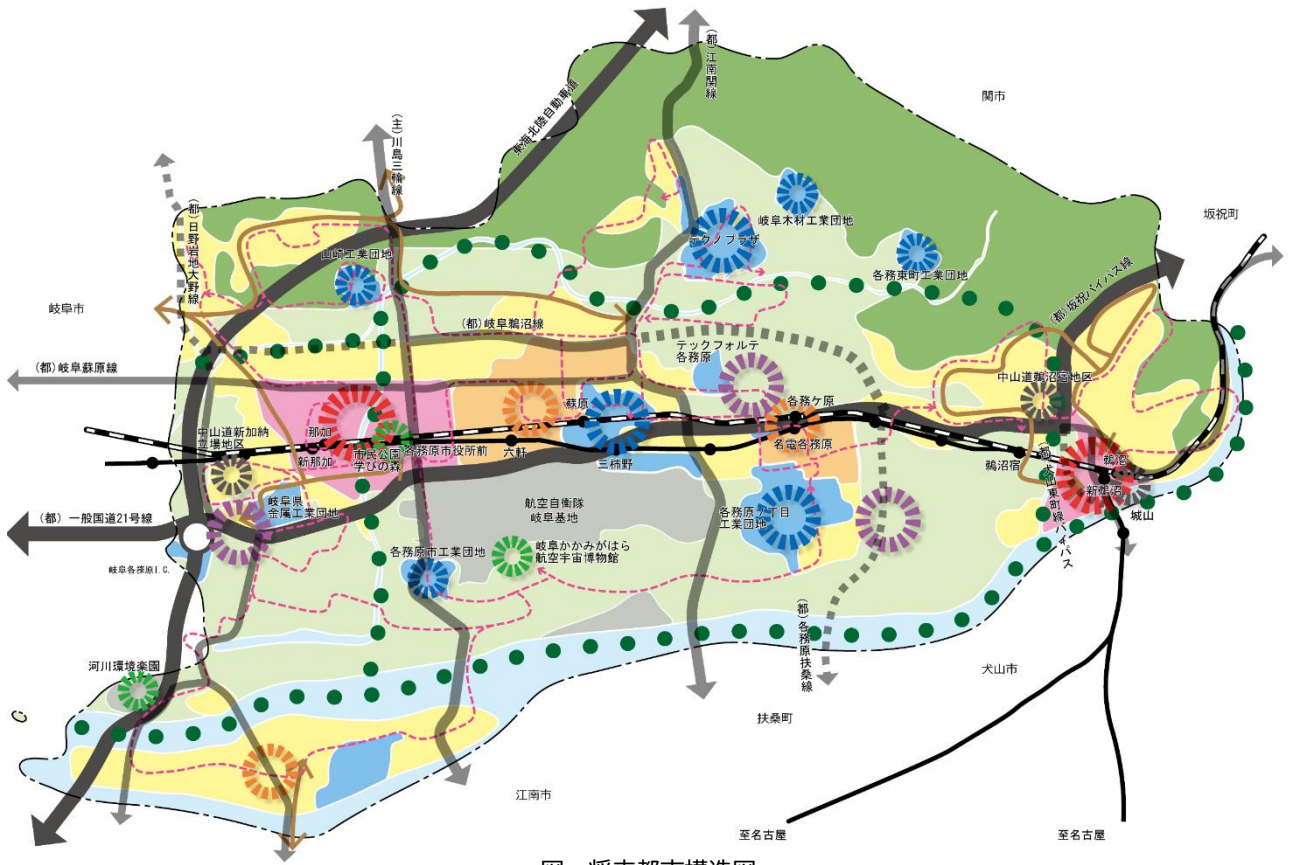 (都)江南関線
関市
東海北陸自動車道
(主)川島三輪線
岐阜木材工業団地
坂祝町
(都)日野岩地大野線
テクノプラザ
山崎工業団地
各務東町工業団地
(都)坂祝バイパス線
岐阜市
(都)岐阜鵜沼線
テックフォルテ
各務原
(都)岐阜蘇原線
中山道鵜沼宿地区
蘇原
各務ケ原
中山道新加納
立場地区
那加
新那加
市民公園
学びの森
各務原市役所前
六軒
名電各務原
三柿野
鵜沼宿
鵜沼
新鵜沼
城山
岐阜県
金属工業団地
航空自衛隊
岐阜基地
各務原7丁目
工業団地
(都)犬山東町線バイパス
(都)一般国道21号線
岐阜かかみがはら
航空宇宙博物館
各務原市工業団地
岐阜各務原I.C.
(都)各務原扶桑線
河川環境楽園
犬山市
扶桑町
江南市
至名古屋
至名古屋